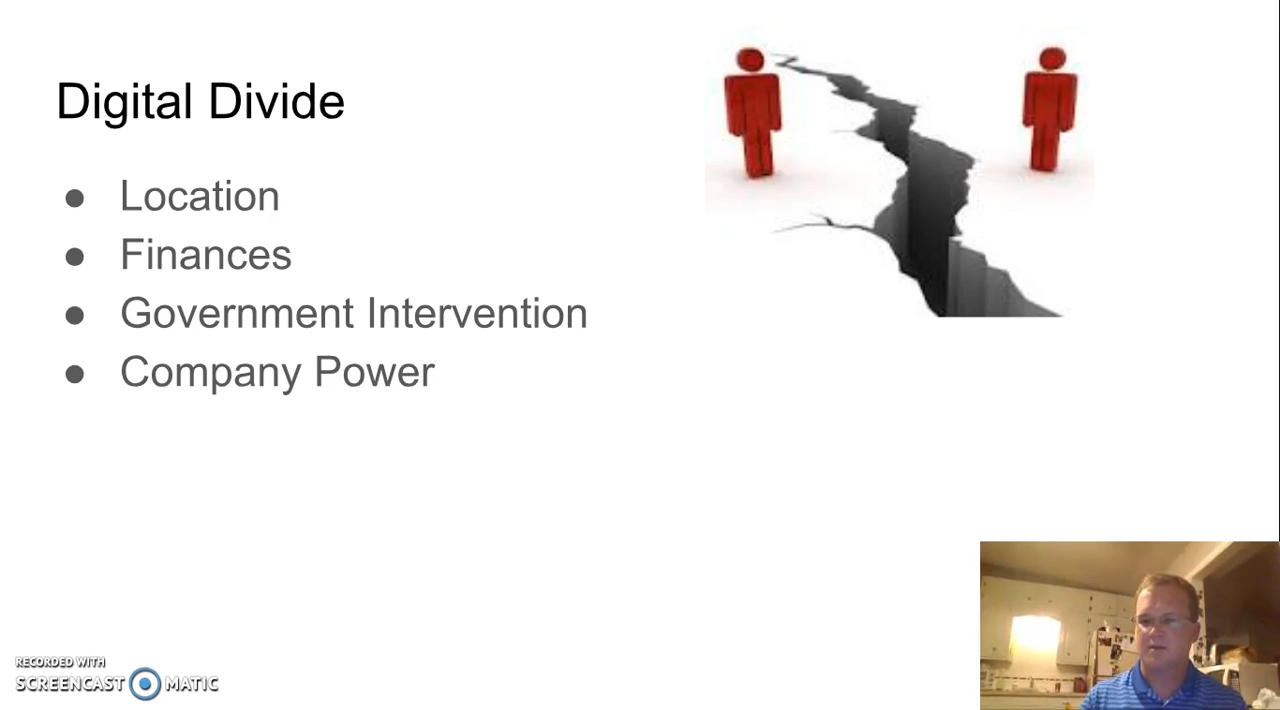 Digital Divide
● Location
● Finances
● Government Intervention
● Company Power
RECORDED WITH
SCREENCAST MATIC